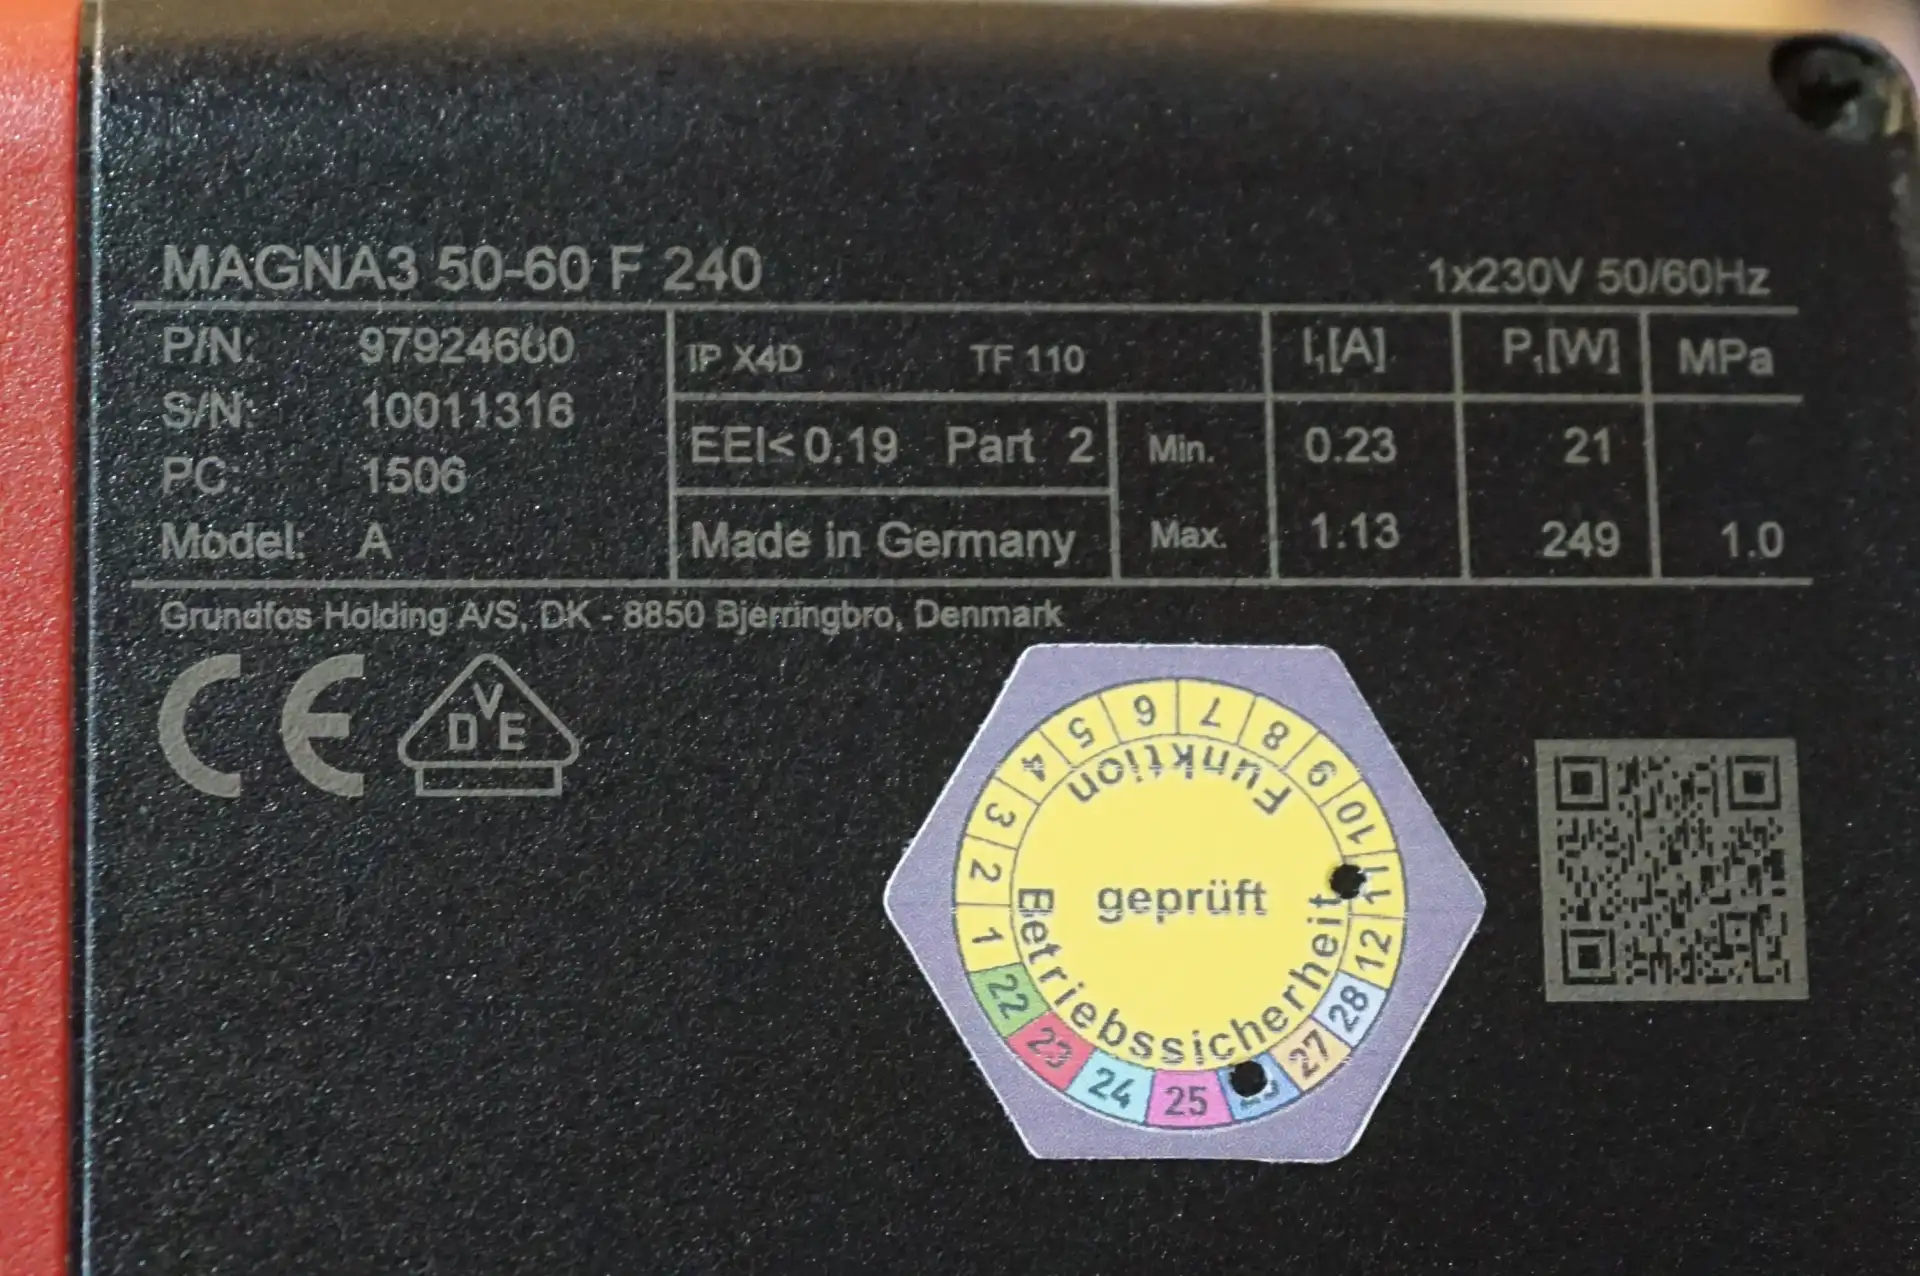 MAGNA3 50-60 F 240
1x230V 50/60Hz
P/N: 97924660
S/N: 10011316
PC: 1506
Model: A
IP X4D TF 110
EEI< 0.19 Part 2
Made in Germany
I1[A] P1[W] MPa
Min. 0.23 21
Max. 1.13 249 1.0
Grundfos Holding A/S, DK - 8850 Bjerringbro, Denmark
CE
VDE
1 2 3 4 5 6 7 8 9 10 11 12
Funktion
geprüft
Betriebssicherheit
22 23 24 25 27 28